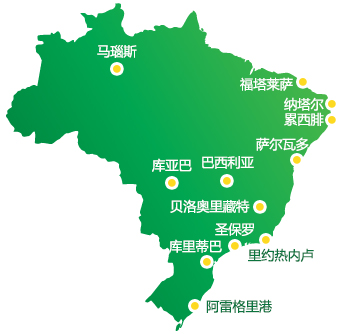 马瑙斯
福塔莱萨
纳塔尔
累西腓
萨尔瓦多
库亚巴
巴西利亚
贝洛奥里藏特
圣保罗
库里蒂巴
里约热内卢
阿雷格里港